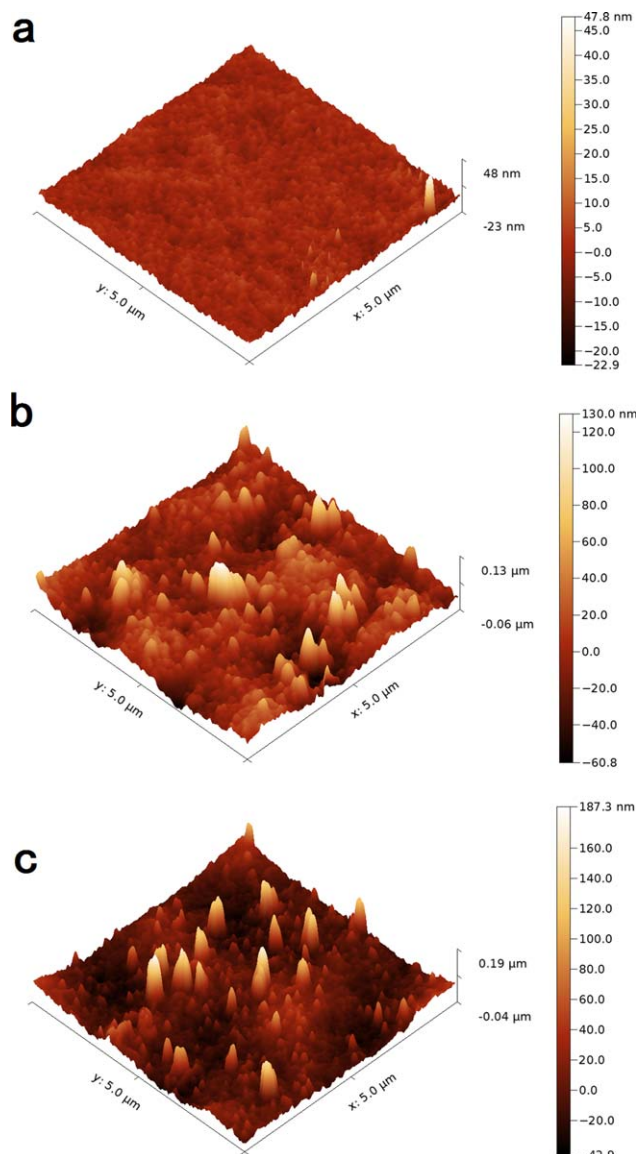 a
47.8 nm
45.0
40.0
35.0
30.0
25.0
20.0
15.0
10.0
5.0
−0.0
−5.0
−10.0
−15.0
−20.0
−22.9
48 nm
-23 nm
y: 5.0 µm
x: 5.0 µm
b
130.0 nm
120.0
100.0
80.0
60.0
40.0
20.0
0.0
−20.0
−40.0
−60.8
0.13 µm
-0.06 µm
y: 5.0 µm
x: 5.0 µm
c
187.3 nm
160.0
140.0
120.0
100.0
80.0
60.0
40.0
20.0
0.0
−20.0
0.19 µm
-0.04 µm
y: 5.0 µm
x: 5.0 µm